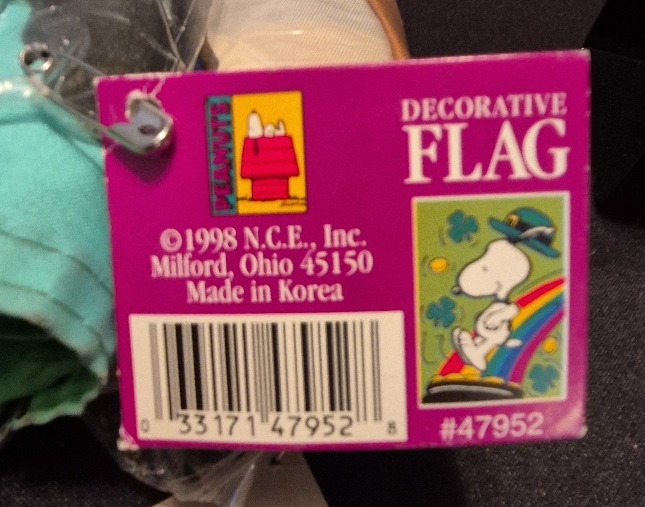 PEANUTS
DECORATIVE
FLAG
©1998 N.C.E., Inc.
Milford, Ohio 45150
Made in Korea
0 33171 47952 8
#47952